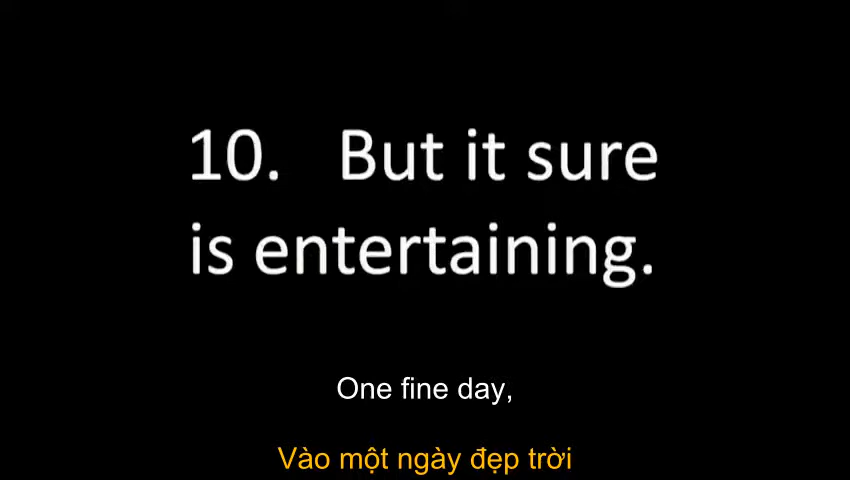 10. But it sure
is entertaining.
One fine day,
Vào một ngày đẹp trời